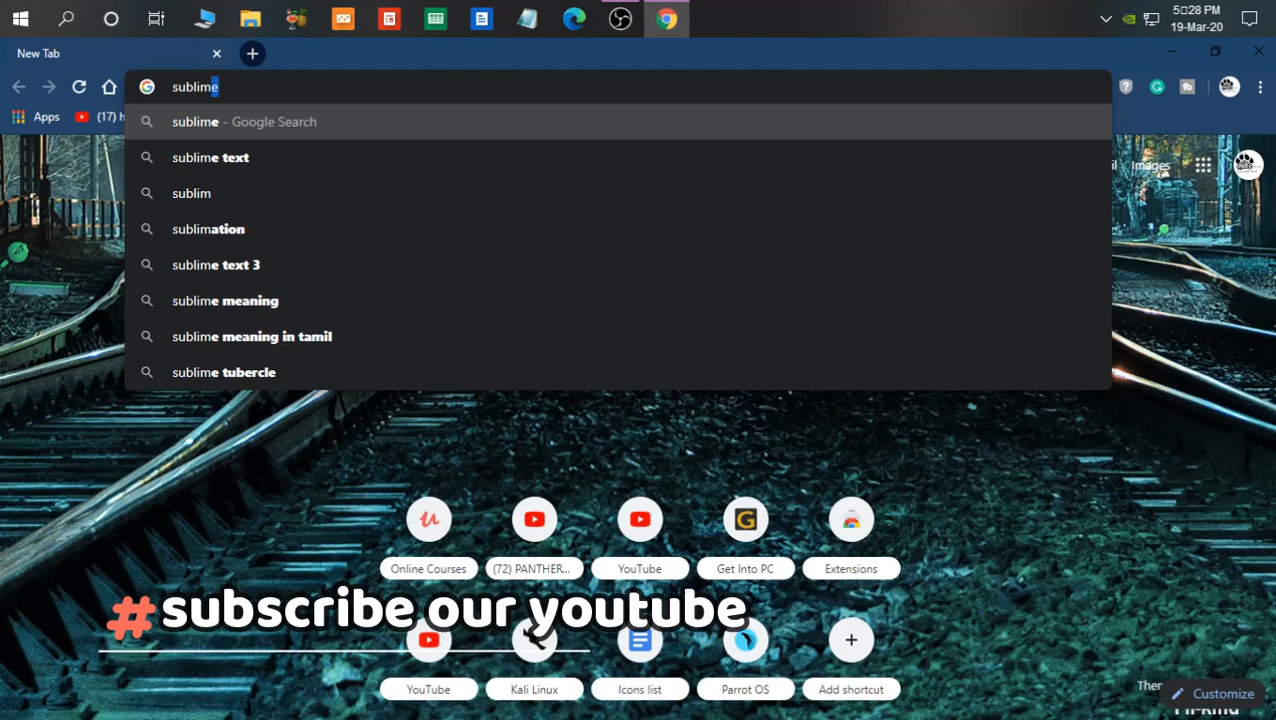 5□28 PM
19-Mar-20
New Tab
sublime
Apps
(17) h
sublime - Google Search
sublime text
sublim
sublimation
sublime text 3
sublime meaning
sublime meaning in tamil
sublime tubercle
Images
Online Courses
(72) PANTHER...
YouTube
Get Into PC
Extensions
#subscribe our youtube
YouTube
Kali Linux
Icons list
Parrot OS
Add shortcut
Customize